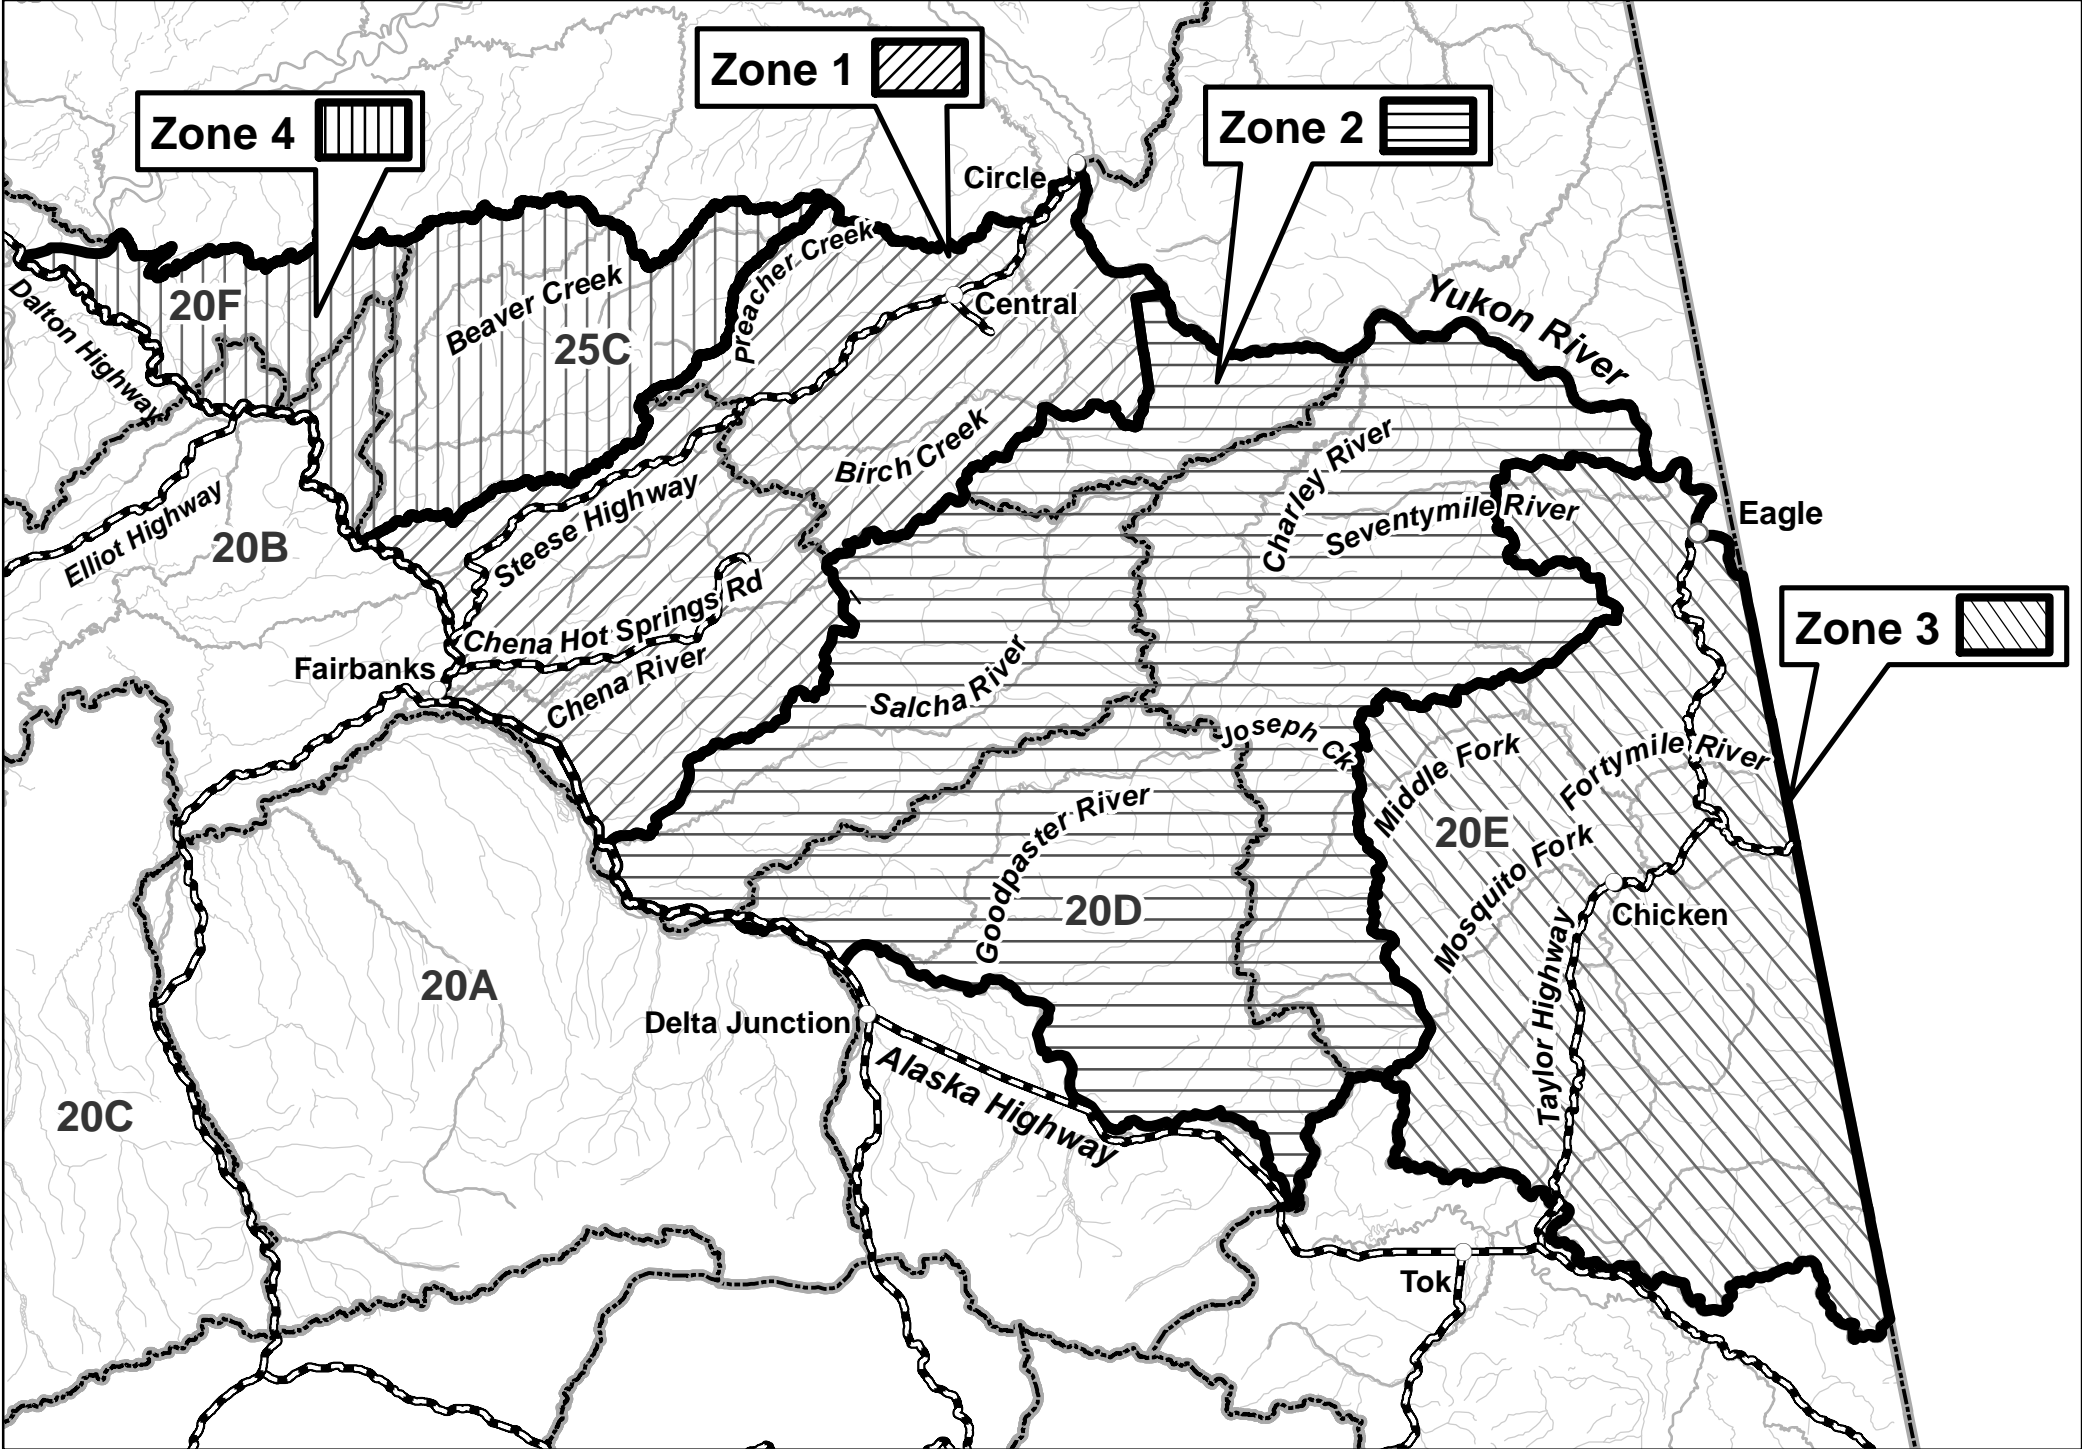 Zone 1
Zone 4
Zone 2
Circle
Preacher Creek
Yukon River
Beaver Creek
20F
Dalton Highway
Central
25C
Birch Creek
Charley River
Steese Highway
Seventymile River
Eagle
Elliot Highway
20B
Chena Hot Springs Rd
Zone 3
Fairbanks
Chena River
Salcha River
Joseph Ck.
Middle Fork
Fortymile River
Goodpaster River
20E
Mosquito Fork
20D
Chicken
20A
Delta Junction
Taylor Highway
Alaska Highway
20C
Tok